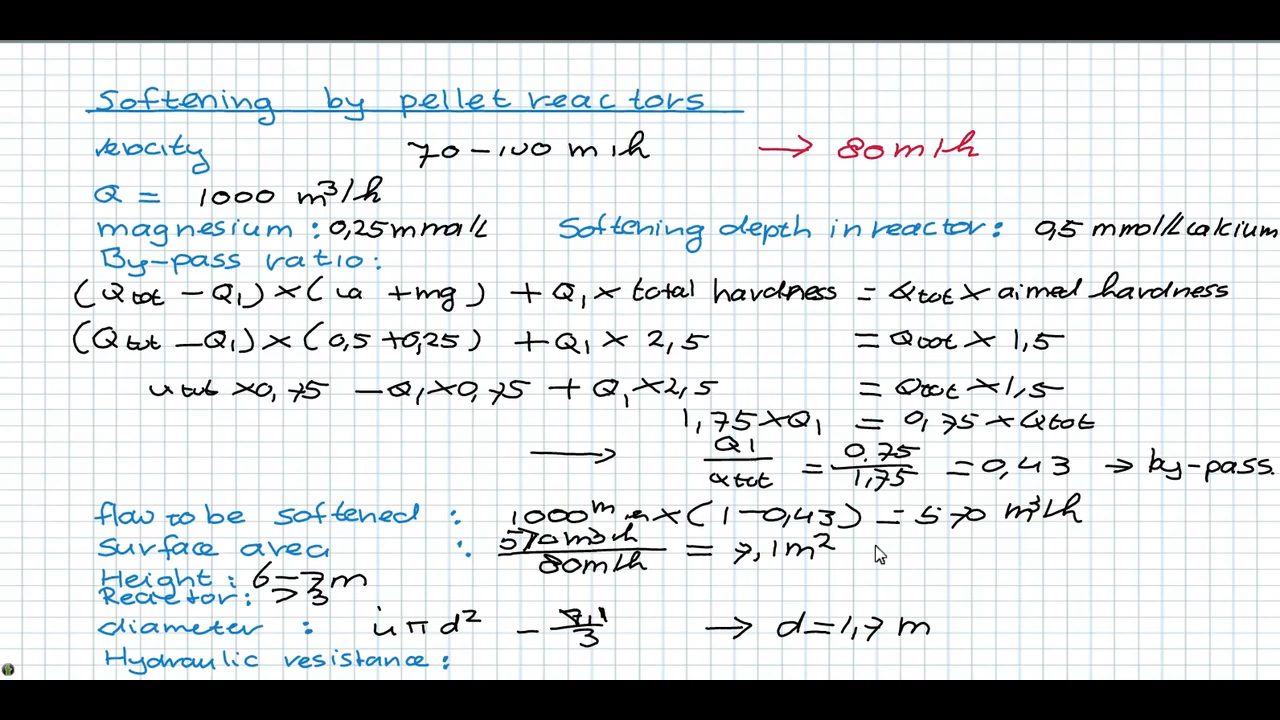 Softening by pellet reactors
velocity 70-100 m/h → 80 m/h
Q = 1000 m³/h
magnesium : 0,25 mmol/L Softening depth in reactor: 0,5 mmol/L calcium
By-pass ratio:
(Qtot - Q1) × (ca + mg) + Q1 × total hardness = Qtot × aimed hardness
(Qtot - Q1) × (0,5 + 0,25) + Q1 × 2,5 = Qtot × 1,5
Qtot × 0,75 - Q1 × 0,75 + Q1 × 2,5 = Qtot × 1,5
1,75 × Q1 = 0,75 × Qtot
→ Q1/Qtot = 0.75/1,75 = 0,43 → by-pass.
flow to be softened : 1000 × (1 - 0,43) = 570 m³/h
surface area : 570 m3/h / 80 m/h = 7,1 m²
Height : 6 - 7 m
Reactor: > 3
diameter : π d² - 7,1/3 → d = 1,7 m
Hydraulic resistance: